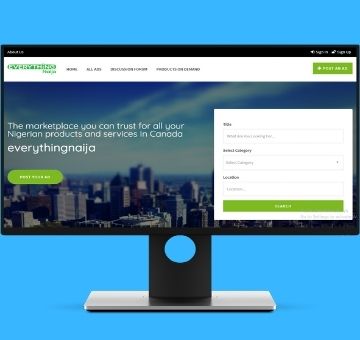 About Us
Sign In
Sign Up
EVERYTHING
Naija
HOME
ALL ADS
DISCUSSION FORUM
PRODUCTS ON DEMAND
POST AN AD
The marketplace you can trust for all your
Nigerian products and services in Canada
everythingnaija
POST YOUR AD
Title
What Are You Looking For...
Select Category
Select Category
Location
Location...
SEARCH